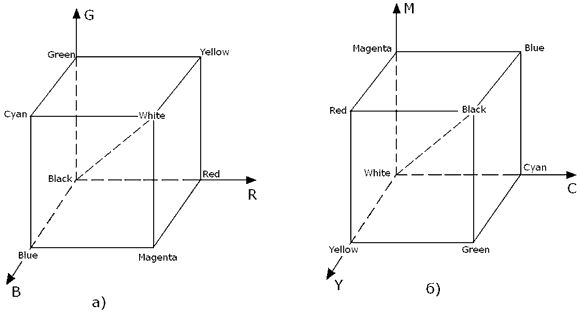 G
Green
Yellow
Cyan
White
Black
Red
R
Blue
Magenta
B
а)
M
Magenta
Blue
Red
Black
White
Cyan
C
Yellow
Green
Y
б)